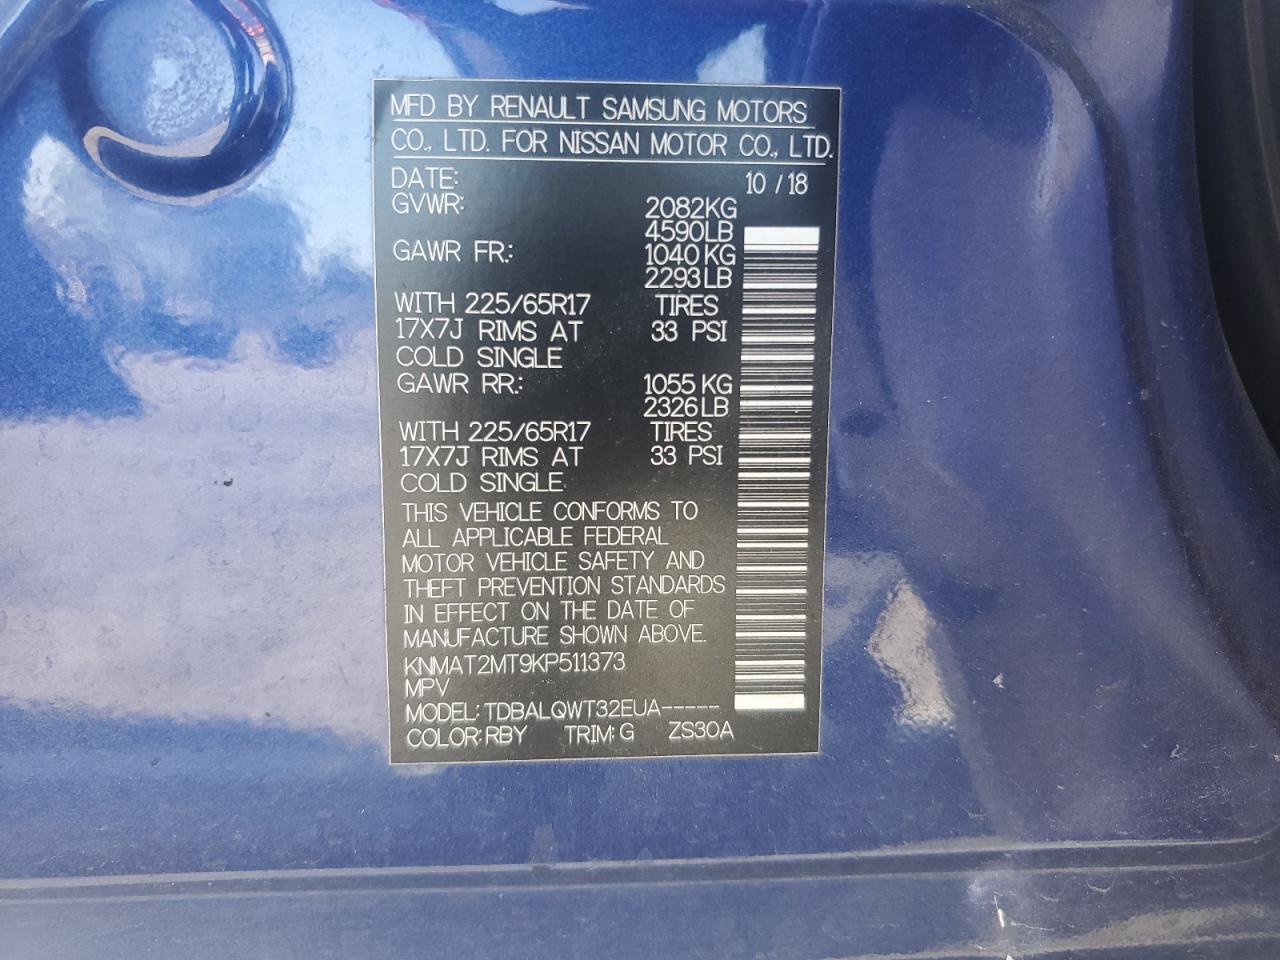 MFD BY RENAULT SAMSUNG MOTORS
CO., LTD. FOR NISSAN MOTOR CO., LTD.
DATE: 10 / 18
GVWR: 2082KG
4590LB
GAWR FR.: 1040KG
2293LB
WITH 225/65R17 TIRES
17X7J RIMS AT 33 PSI
COLD SINGLE
GAWR RR.: 1055KG
2326LB
WITH 225/65R17 TIRES
17X7J RIMS AT 33 PSI
COLD SINGLE
THIS VEHICLE CONFORMS TO
ALL APPLICABLE FEDERAL
MOTOR VEHICLE SAFETY AND
THEFT PREVENTION STANDARDS
IN EFFECT ON THE DATE OF
MANUFACTURE SHOWN ABOVE.
KNMAT2MT9KP511373
MPV
MODEL: TDBALQWT32EUA-----
COLOR: RBY TRIM: G ZS30A